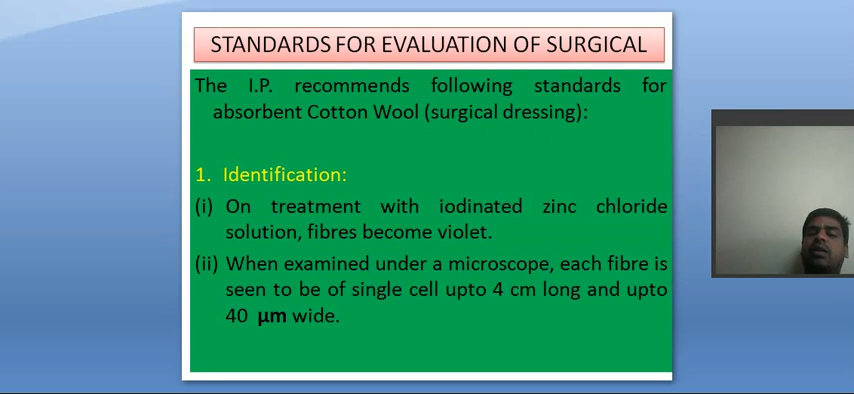 STANDARDS FOR EVALUATION OF SURGICAL
The I.P. recommends following standards for
absorbent Cotton Wool (surgical dressing):
1. Identification:
(i) On treatment with iodinated zinc chloride
solution, fibres become violet.
(ii) When examined under a microscope, each fibre is
seen to be of single cell upto 4 cm long and upto
40 μm wide.